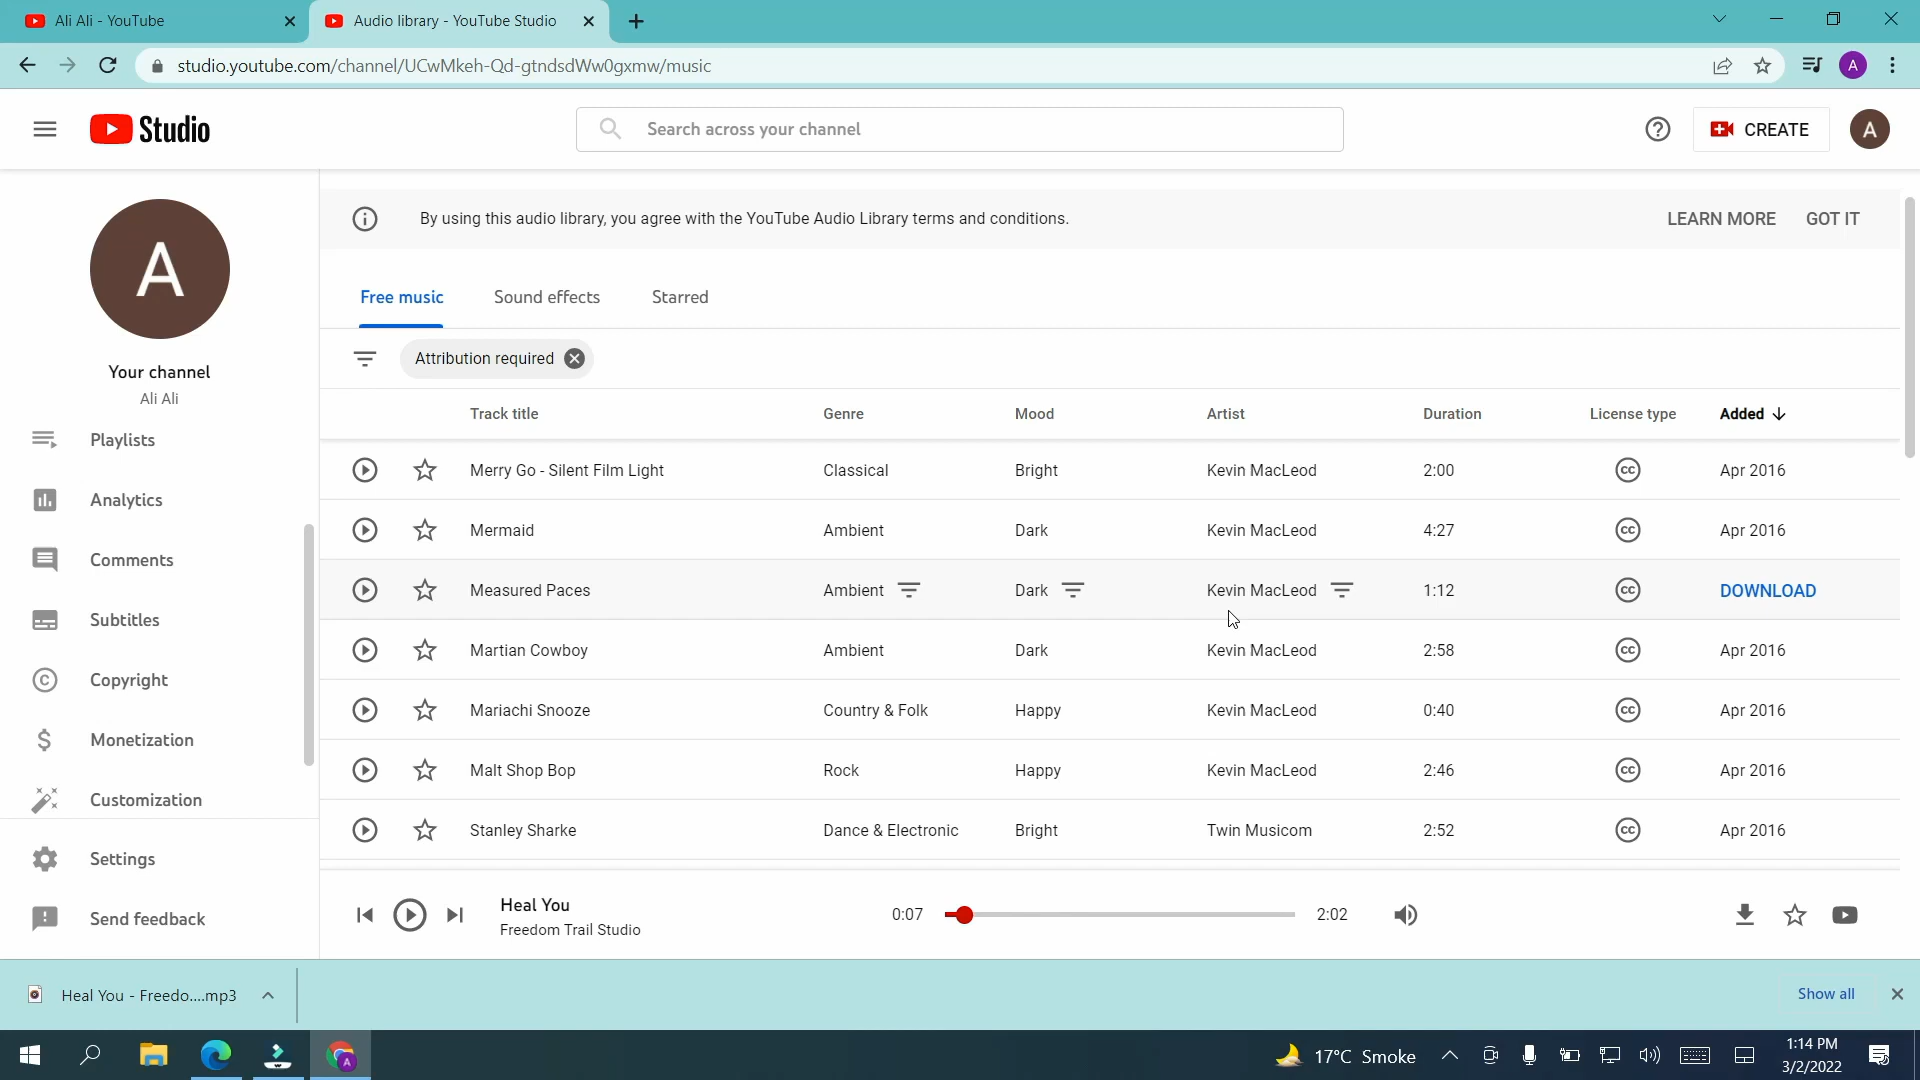 Ali Ali - YouTube
Audio library - YouTube Studio
studio.youtube.com/channel/UCwMkeh-Qd-gtndsdWw0gxmw/music
A
Studio
Search across your channel
CREATE
A
A
Your channel
Ali Ali
Playlists
Analytics
Comments
Subtitles
Copyright
Monetization
Customization
Settings
Send feedback
By using this audio library, you agree with the YouTube Audio Library terms and conditions.
LEARN MORE
GOT IT
Free music
Sound effects
Starred
Attribution required
Track title Genre Mood Artist Duration License type Added
Merry Go - Silent Film Light Classical Bright Kevin MacLeod 2:00 CC Apr 2016
Mermaid Ambient Dark Kevin MacLeod 4:27 CC Apr 2016
Measured Paces Ambient Dark Kevin MacLeod 1:12 CC DOWNLOAD
Martian Cowboy Ambient Dark Kevin MacLeod 2:58 CC Apr 2016
Mariachi Snooze Country & Folk Happy Kevin MacLeod 0:40 CC Apr 2016
Malt Shop Bop Rock Happy Kevin MacLeod 2:46 CC Apr 2016
Stanley Sharke Dance & Electronic Bright Twin Musicom 2:52 CC Apr 2016
Heal You
Freedom Trail Studio
0:07
2:02
Heal You - Freedo....mp3
Show all
A
17°C Smoke
1:14 PM
3/2/2022